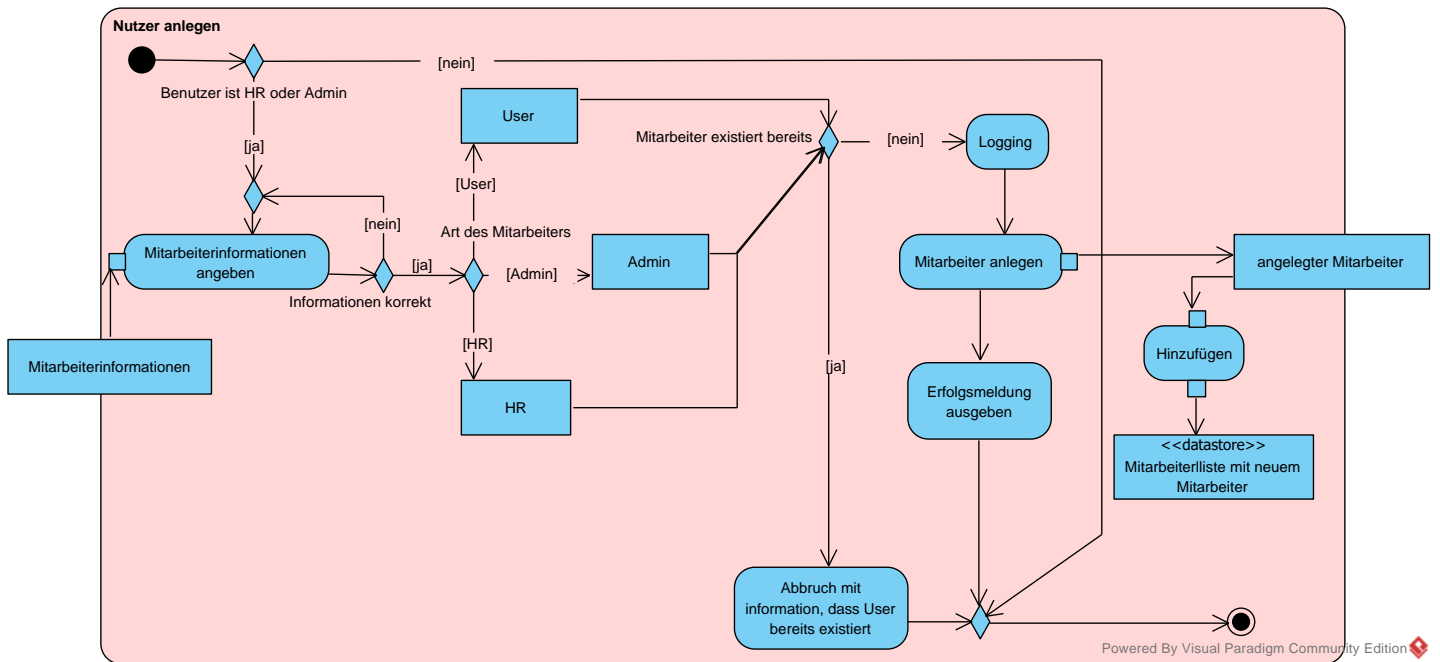 Nutzer anlegen
[nein]
Benutzer ist HR oder Admin
[ja]
User
Mitarbeiter existiert bereits
[nein]
Logging
[User]
[nein]
Art des Mitarbeiters
Mitarbeiterinformationen
angeben
[ja]
[Admin]
Admin
Mitarbeiter anlegen
angelegter Mitarbeiter
Informationen korrekt
[HR]
Mitarbeiterinformationen
HR
[ja]
Hinzufügen
Erfolgsmeldung
ausgeben
<<datastore>>
Mitarbeiterlliste mit neuem
Mitarbeiter
Abbruch mit
information, dass User
bereits existiert
Powered By Visual Paradigm Community Edition